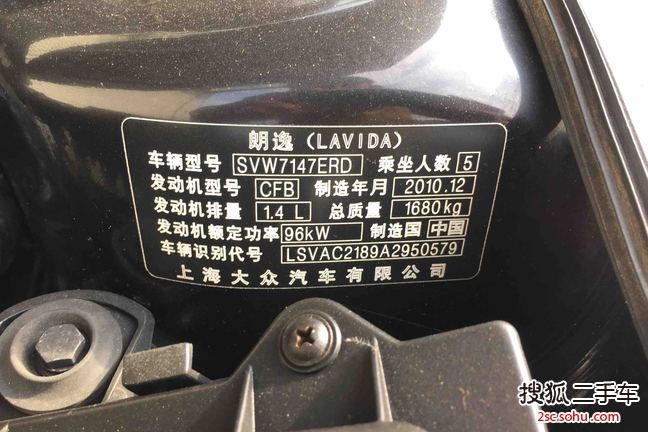 朗逸 (LAVIDA)
车辆型号 SVW7147ERD 乘坐人数 5
发动机型号 CFB 制造年月 2010.12
发动机排量 1.4 L 总质量 1680kg
发动机额定功率 96kW 制造国 中国
车辆识别代号 LSVAC2189A2950579
上海大众汽车有限公司
搜狐二手车
2sc.sohu.com